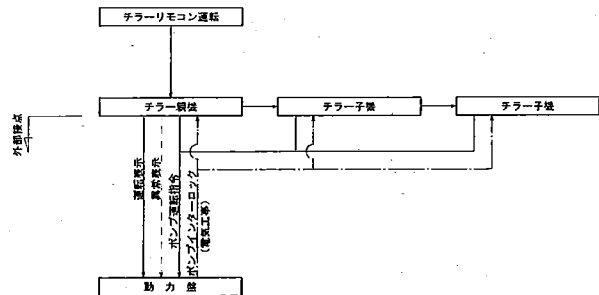 チラーリモコン運転
チラー親機
チラー子機
チラー子機
外部接点
運転表示
異常表示
ポンプ運転指令
ポンプインターロック
(電気工事)
動力盤